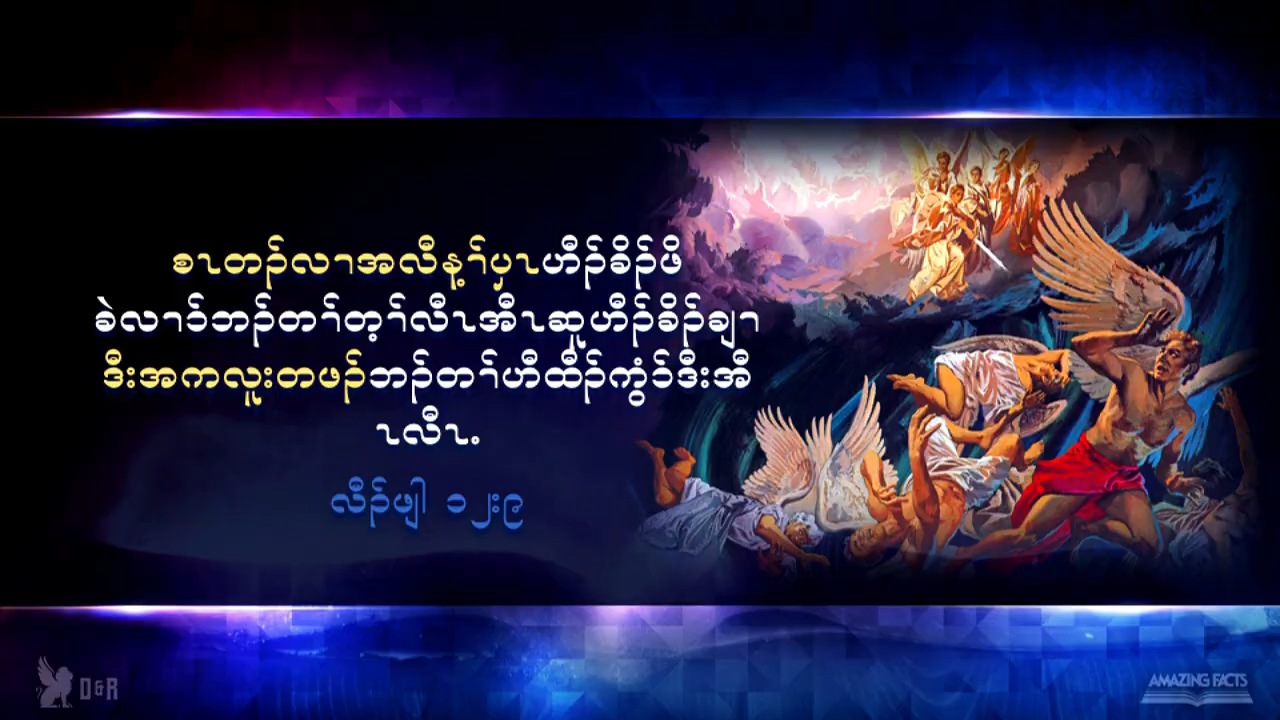 စၤတၣ်လၢအလီန့ၢ်ပှၤဟီၣ်ခိၣ်ဖိ
ခဲလၢာ်ဘၣ်တၢ်တ့ၢ်လီၤအီၤဆူဟီၣ်ခိၣ်ချၢ
ဒီးအကလူးတဖၣ်ဘၣ်တၢ်ဟီထီၣ်ကွံာ်ဒီးအီ
ၤလီၤ.
လီၣ်ဖျါ ၁၂း၉
D&R
AMAZING FACTS